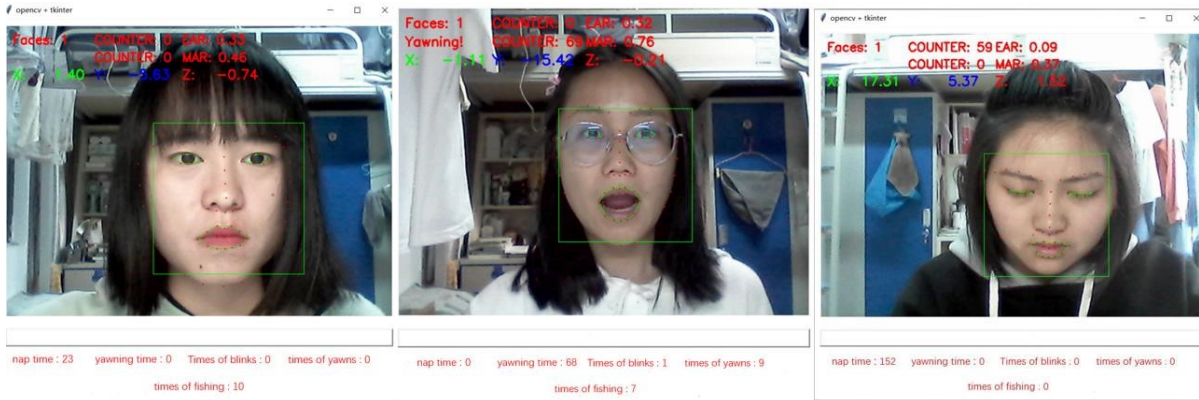 opencv + tkinter
Faces: 1 COUNTER: 0 EAR: 0.33
COUNTER: 0 MAR: 0.46
X: 1.40 Y: -5.63 Z: -0.74
nap time : 23 yawning time : 0 Times of blinks : 0 times of yawns : 0
times of fishing : 10
Faces: 1 COUNTER: 0 EAR: 0.32
Yawning! COUNTER: 69 MAR: 0.76
X: -1.11 Y: -15.42 Z: -0.21
nap time : 0 yawning time : 68 Times of blinks : 1 times of yawns : 9
times of fishing : 7
opencv + tkinter
Faces: 1 COUNTER: 59 EAR: 0.09
COUNTER: 0 MAR: 0.37
X: 17.31 Y: 5.37 Z: 1.52
nap time : 152 yawning time : 0 Times of blinks : 0 times of yawns : 0
times of fishing : 0